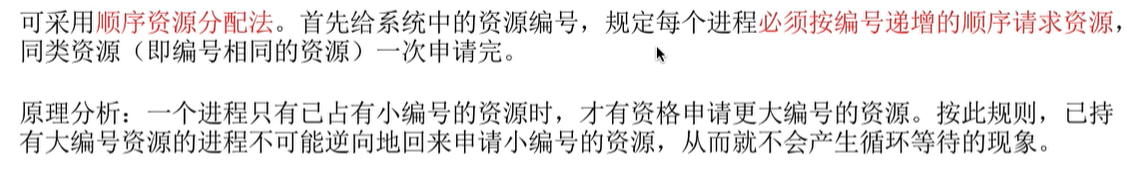 可采用顺序资源分配法。首先给系统中的资源编号，规定每个进程必须按编号递增的顺序请求资源，
同类资源（即编号相同的资源）一次申请完。
原理分析：一个进程只有已占有小编号的资源时，才有资格申请更大编号的资源。按此规则，已持
有大编号资源的进程不可能逆向地回来申请小编号的资源，从而就不会产生循环等待的现象。